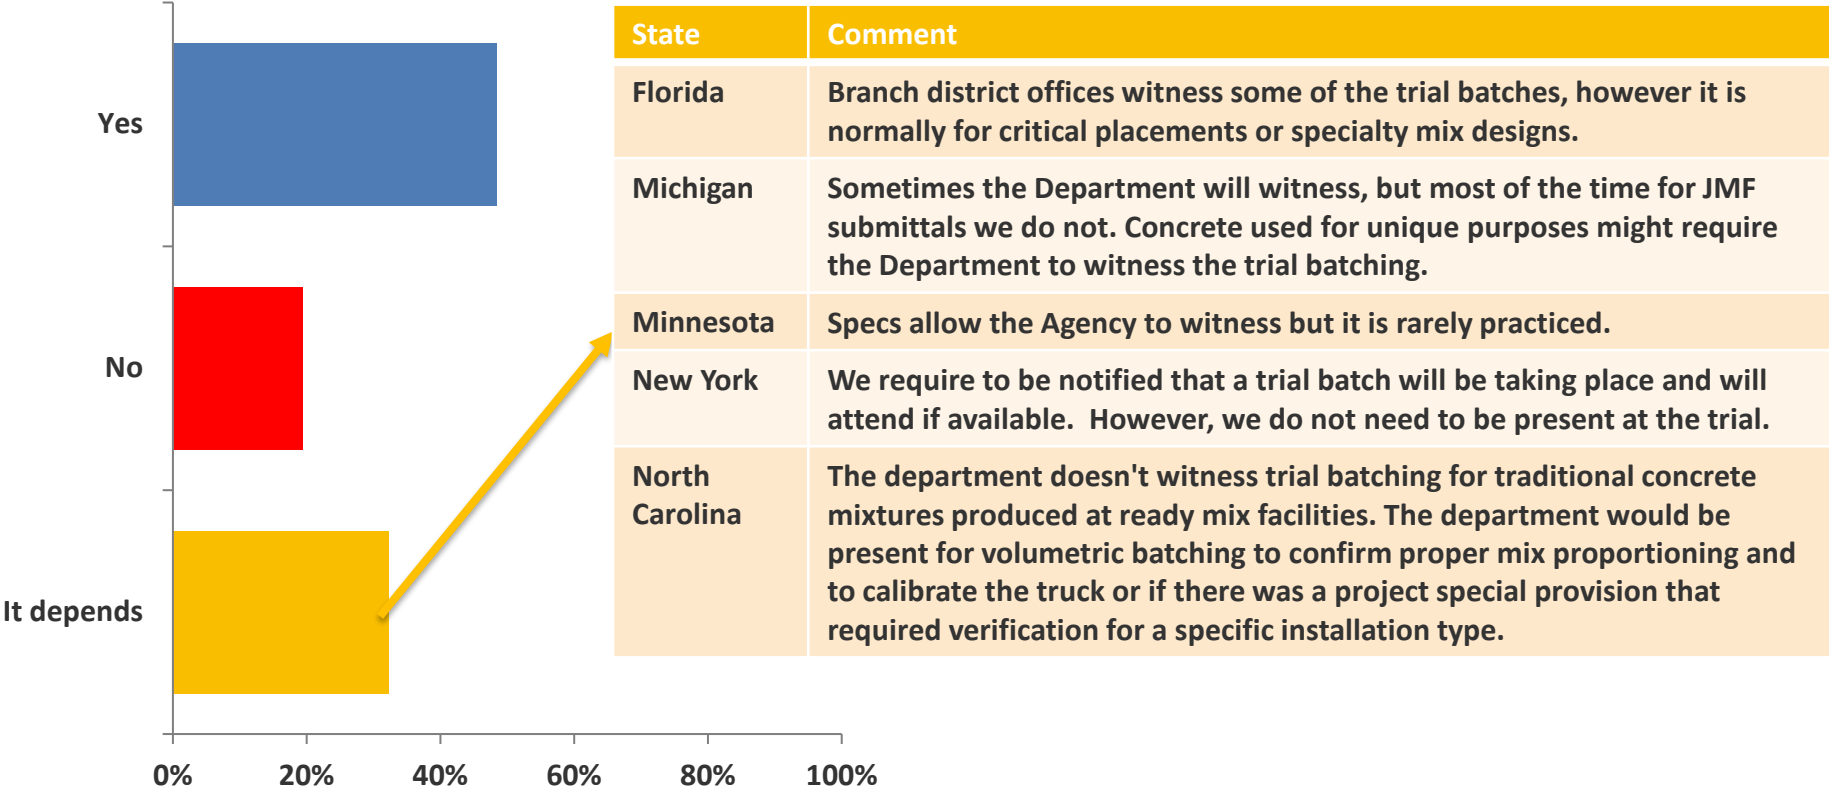 Yes
No
It depends
0%
20%
40%
60%
80%
100%
State
Comment
Florida
Branch district offices witness some of the trial batches, however it is
normally for critical placements or specialty mix designs.
Michigan
Sometimes the Department will witness, but most of the time for JMF
submittals we do not. Concrete used for unique purposes might require
the Department to witness the trial batching.
Minnesota
Specs allow the Agency to witness but it is rarely practiced.
New York
We require to be notified that a trial batch will be taking place and will
attend if available.  However, we do not need to be present at the trial.
North
Carolina
The department doesn't witness trial batching for traditional concrete
mixtures produced at ready mix facilities. The department would be
present for volumetric batching to confirm proper mix proportioning and
to calibrate the truck or if there was a project special provision that
required verification for a specific installation type.